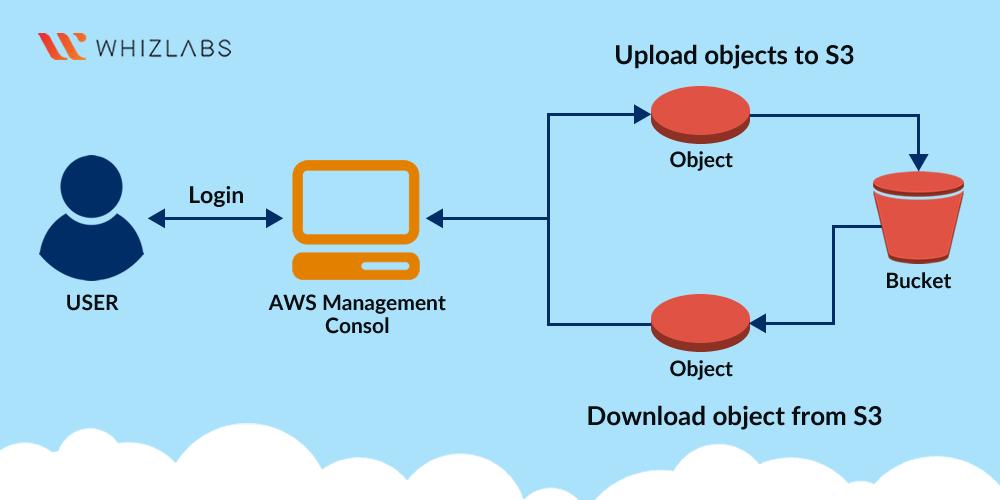 WHIZLABS
Upload objects to S3
Object
Login
USER
AWS Management
Consol
Bucket
Object
Download object from S3